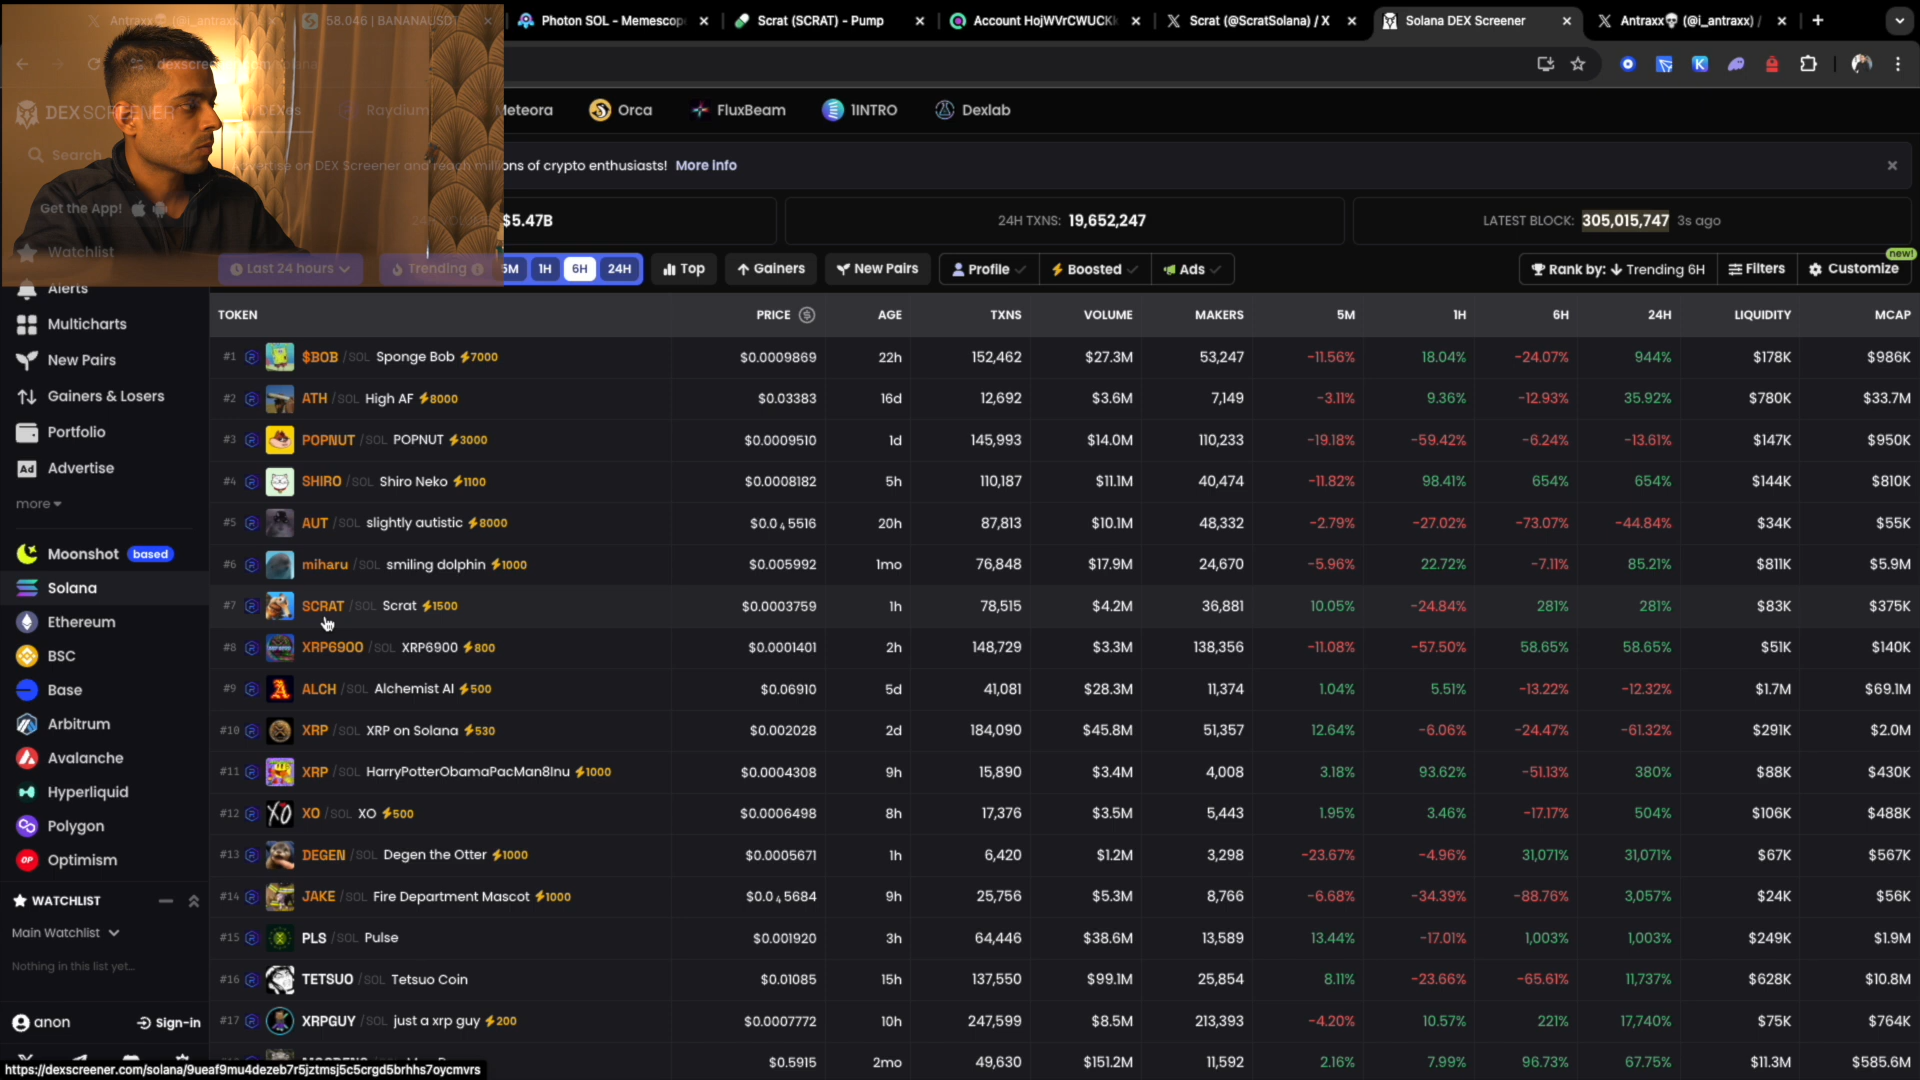 Antraxx💀 (@i_antraxx)
58.046 | BANANAUSDT
Photon SOL - Memescop
Scrat (SCRAT) - Pump
Account HojWVrCWUCK
Scrat (@ScratSolana) / X
Solana DEX Screener
Antraxx💀 (@i_antraxx) /
DEX SCREENER
Raydium
Meteora
Orca
FluxBeam
1INTRO
Dexlab
Search
Advertise on DEX Screener and reach millions of crypto enthusiasts! More info
Get the App!
$5.47B
24H TXNS: 19,652,247
LATEST BLOCK: 305,015,747 3s ago
Watchlist
Last 24 hours
Trending
5M
1H
6H
24H
Top
Gainers
New Pairs
Profile
Boosted
Ads
Rank by: Trending 6H
Filters
Customize
new!
Alerts
Multicharts
New Pairs
Gainers & Losers
Portfolio
Ad Advertise
more
Moonshot based
Solana
Ethereum
BSC
Base
Arbitrum
Avalanche
Hyperliquid
Polygon
OP Optimism
WATCHLIST
Main Watchlist
Nothing in this list yet...
anon
Sign-in
TOKEN PRICE AGE TXNS VOLUME MAKERS 5M 1H 6H 24H LIQUIDITY MCAP
#1 $BOB /SOL Sponge Bob ⚡7000 $0.0009869 22h 152,462 $27.3M 53,247 -11.56% 18.04% -24.07% 944% $178K $986K
#2 ATH /SOL High AF ⚡8000 $0.03383 16d 12,692 $3.6M 7,149 -3.11% 9.36% -12.93% 35.92% $780K $33.7M
#3 POPNUT /SOL POPNUT ⚡3000 $0.0009510 1d 145,993 $14.0M 110,233 -19.18% -59.42% -6.24% -13.61% $147K $950K
#4 SHIRO /SOL Shiro Neko ⚡1100 $0.0008182 5h 110,187 $11.1M 40,474 -11.82% 98.41% 654% 654% $144K $810K
#5 AUT /SOL slightly autistic ⚡8000 $0.0₄5516 20h 87,813 $10.1M 48,332 -2.79% -27.02% -73.07% -44.84% $34K $55K
#6 miharu /SOL smiling dolphin ⚡1000 $0.005992 1mo 76,848 $17.9M 24,670 -5.96% 22.72% -7.11% 85.21% $811K $5.9M
#7 SCRAT /SOL Scrat ⚡1500 $0.0003759 1h 78,515 $4.2M 36,881 10.05% -24.84% 281% 281% $83K $375K
#8 XRP6900 /SOL XRP6900 ⚡800 $0.0001401 2h 148,729 $3.3M 138,356 -11.08% -57.50% 58.65% 58.65% $51K $140K
#9 ALCH /SOL Alchemist AI ⚡500 $0.06910 5d 41,081 $28.3M 11,374 1.04% 5.51% -13.22% -12.32% $1.7M $69.1M
#10 XRP /SOL XRP on Solana ⚡530 $0.002028 2d 184,090 $45.8M 51,357 12.64% -6.06% -24.47% -61.32% $291K $2.0M
#11 XRP /SOL HarryPotterObamaPacMan8Inu ⚡1000 $0.0004308 9h 15,890 $3.4M 4,008 3.18% 93.62% -51.13% 380% $88K $430K
#12 XO /SOL XO ⚡500 $0.0006498 8h 17,376 $3.5M 5,443 1.95% 3.46% -17.17% 504% $106K $488K
#13 DEGEN /SOL Degen the Otter ⚡1000 $0.0005671 1h 6,420 $1.2M 3,298 -23.67% -4.96% 31,071% 31,071% $67K $567K
#14 JAKE /SOL Fire Department Mascot ⚡1000 $0.0₄5684 9h 25,756 $5.3M 8,766 -6.68% -34.39% -88.76% 3,057% $24K $56K
#15 PLS /SOL Pulse $0.001920 3h 64,446 $38.6M 13,589 13.44% -17.01% 1,003% 1,003% $249K $1.9M
#16 TETSUO /SOL Tetsuo Coin $0.01085 15h 137,550 $99.1M 25,854 8.11% -23.66% -65.61% 11,737% $628K $10.8M
#17 XRPGUY /SOL just a xrp guy ⚡200 $0.0007772 10h 247,599 $8.5M 213,393 -4.20% 10.57% 221% 17,740% $75K $764K
$0.5915 2mo 49,630 $151.2M 11,592 2.16% 7.99% 96.73% 67.75% $11.3M $585.6M
https://dexscreener.com/solana/9ueaf9mu4dezeb7r5jztmsj5c5crgd5brhhs7oycmvrs